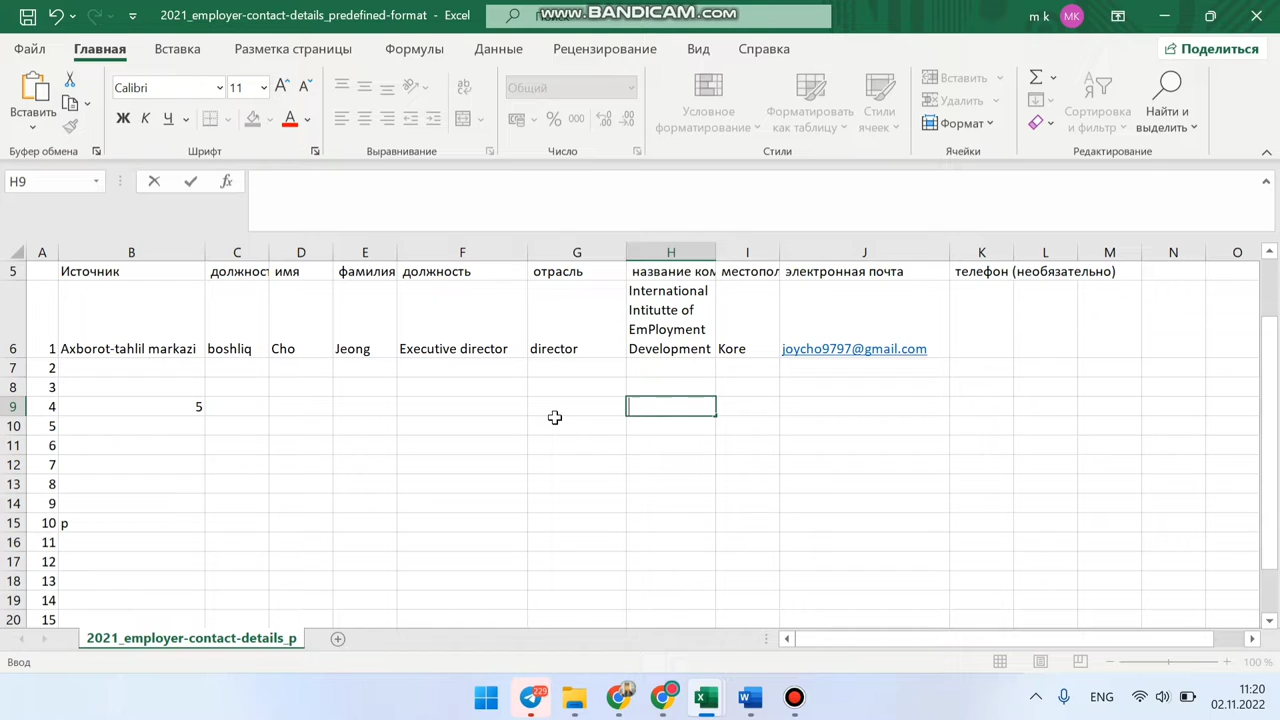 2021_employer-contact-details_predefined-format - Excel
www.BANDICAM.com
m k
MK
Файл Главная Вставка Разметка страницы Формулы Данные Рецензирование Вид Справка Поделиться
Calibri 11 Общий
Вставить
Ж К Ч А % 000
Условное форматирование
Форматировать как таблицу
Стили ячеек
Вставить
Удалить
Формат
Сортировка и фильтр
Найти и выделить
Буфер обмена Шрифт Выравнивание Число Стили Ячейки Редактирование
H9 fx
A B C D E F G H I J K L M N O
5 Источник должност имя фамилия должность отрасль название ком местопол электронная почта телефон (необязательно)
International
Intitutte of
EmPloyment
6 1 Axborot-tahlil markazi boshliq Cho Jeong Executive director director Development Kore joycho9797@gmail.com
7 2
8 3
9 4 5
10 5
11 6
12 7
13 8
14 9
15 10 p
16 11
17 12
18 13
19 14
20 15
2021_employer-contact-details_p
Ввод 100 %
229
ENG
11:20
02.11.2022